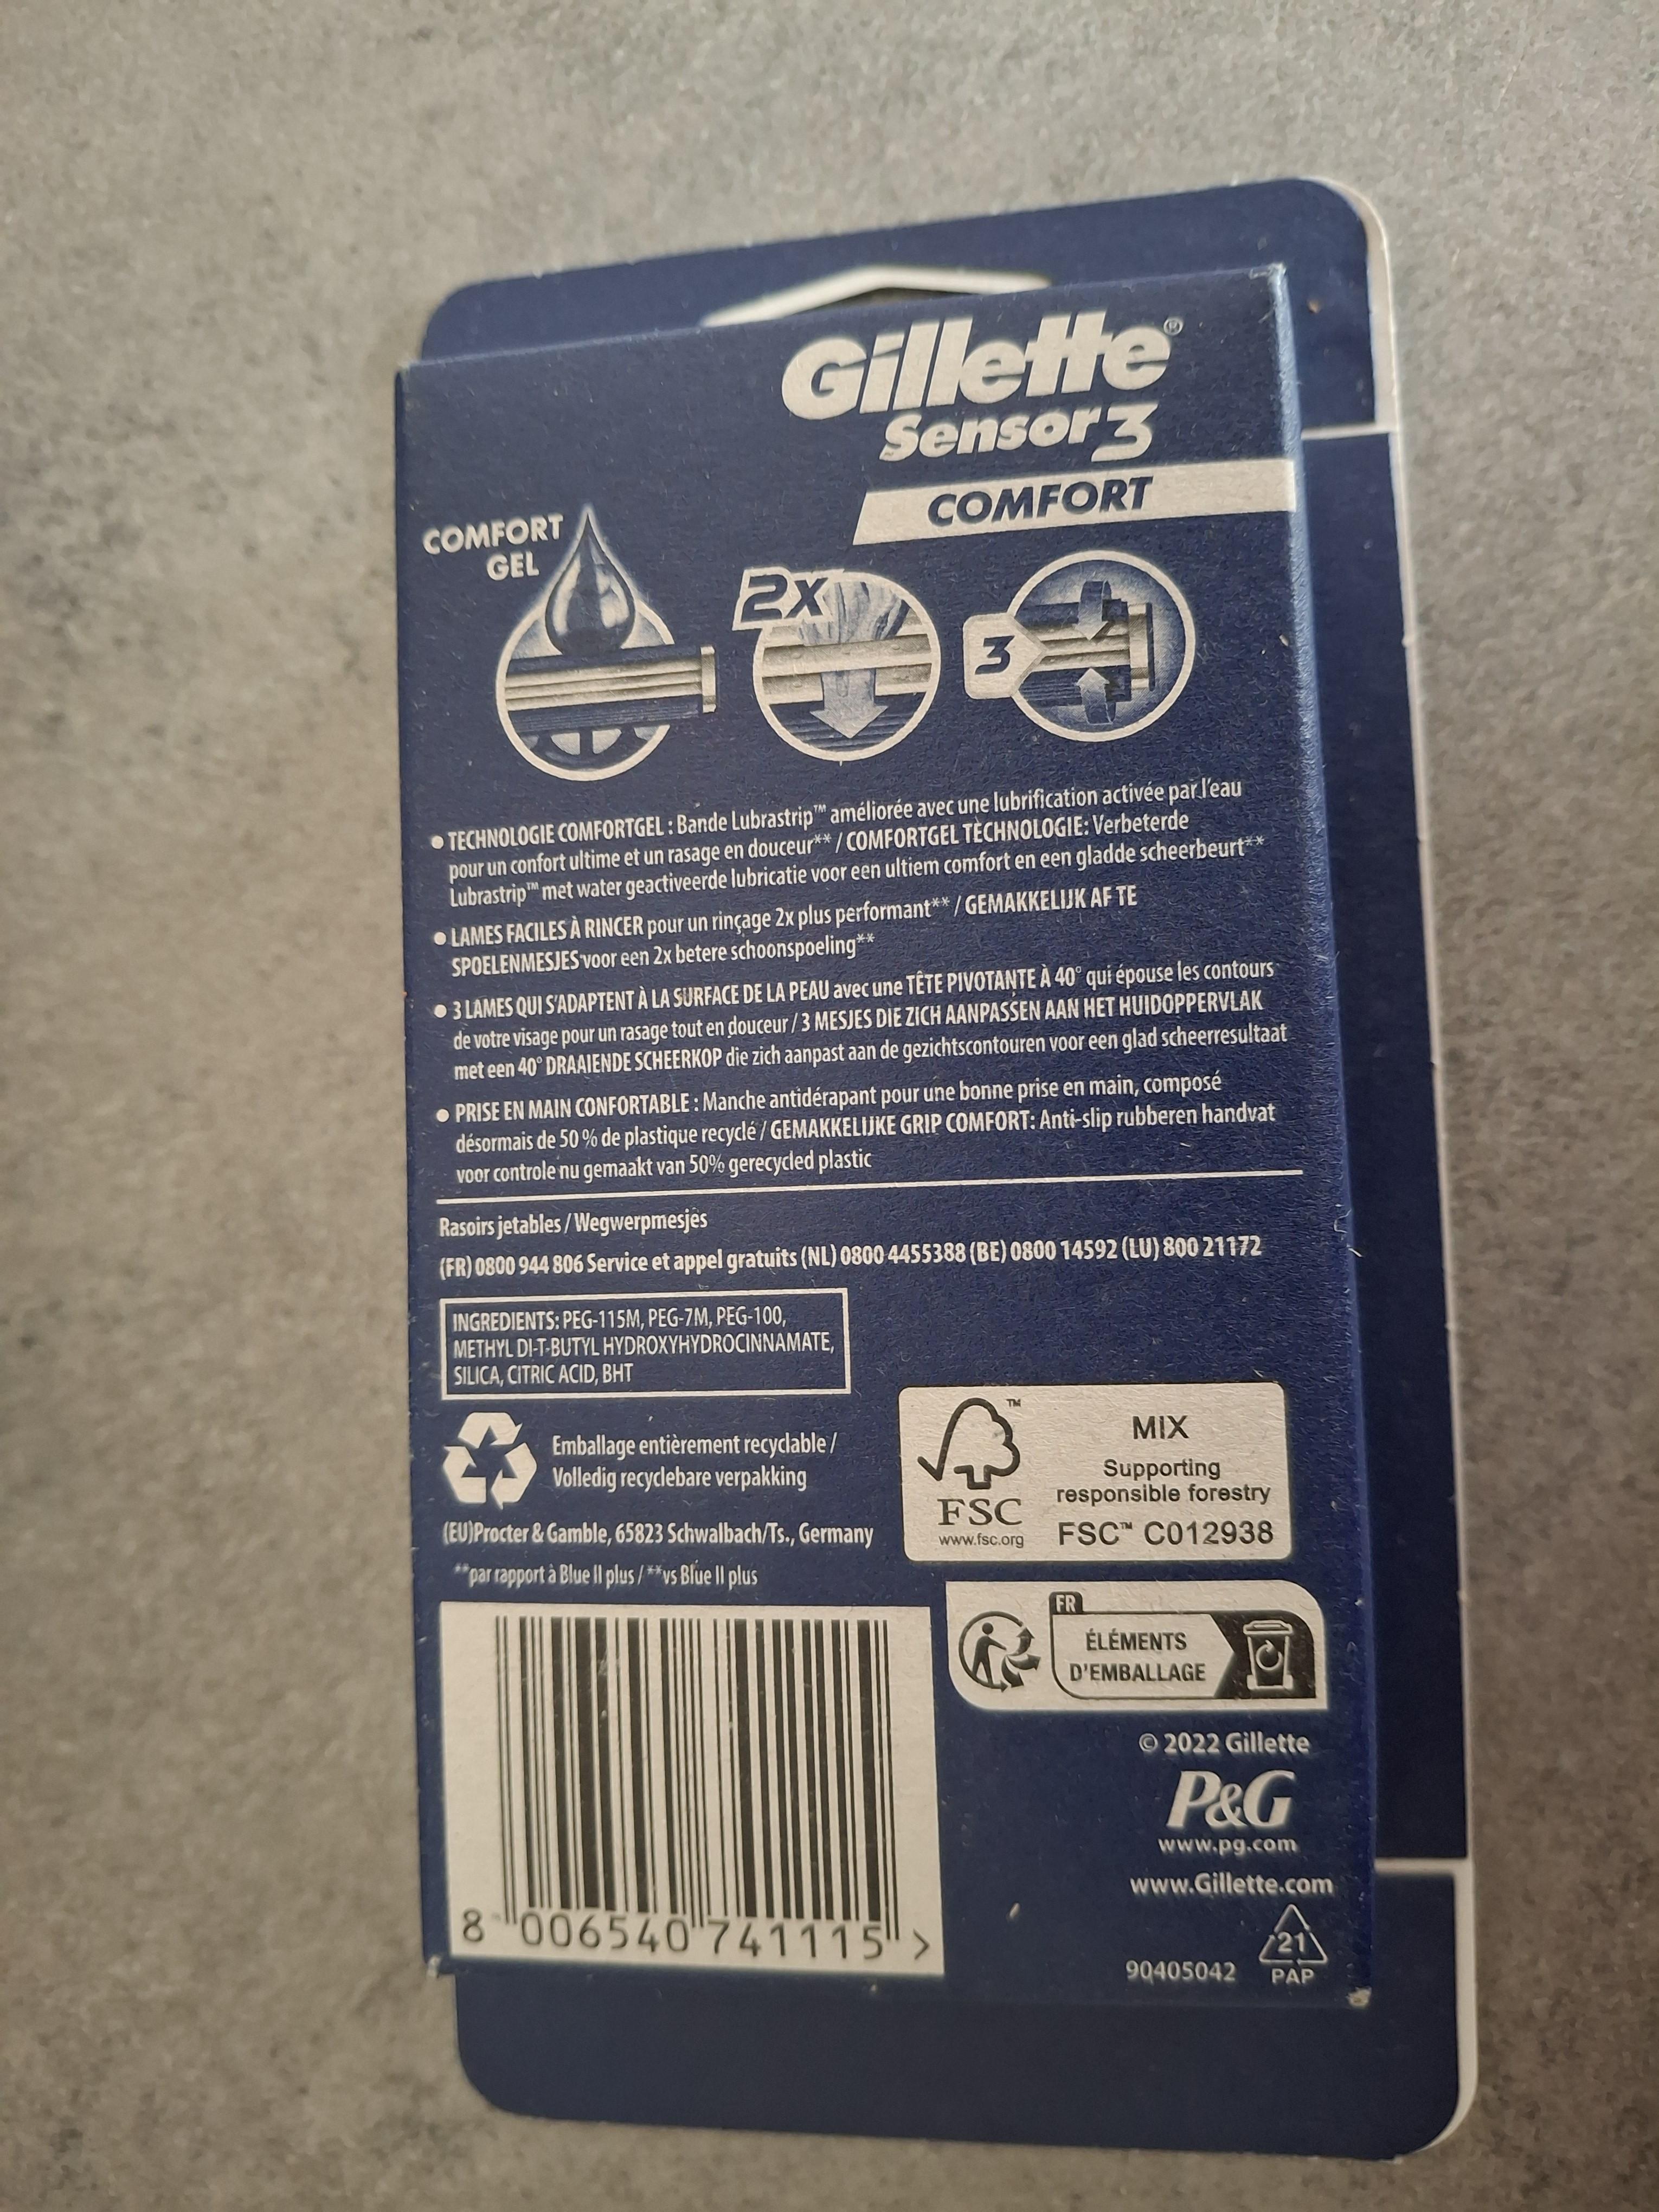 Gillette®
Sensor3
COMFORT
COMFORT
GEL
2x
3
• TECHNOLOGIE COMFORTGEL : Bande Lubrastrip™ améliorée avec une lubrification activée par l'eau
pour un confort ultime et un rasage en douceur** / COMFORTGEL TECHNOLOGIE: Verbeterde
Lubrastrip™ met water geactiveerde lubricatie voor een ultiem comfort en een gladde scheerbeurt**
• LAMES FACILES À RINCER pour un rinçage 2x plus performant** / GEMAKKELIJK AF TE
SPOELENMESJES voor een 2x betere schoonspoeling**
• 3 LAMES QUI S'ADAPTENT À LA SURFACE DE LA PEAU avec une TÊTE PIVOTANTE À 40° qui épouse les contours
de votre visage pour un rasage tout en douceur / 3 MESJES DIE ZICH AANPASSEN AAN HET HUIDOPPERVLAK
met een 40° DRAAIENDE SCHEERKOP die zich aanpast aan de gezichtscontouren voor een glad scheerresultaat
• PRISE EN MAIN CONFORTABLE : Manche antidérapant pour une bonne prise en main, composé
désormais de 50 % de plastique recyclé / GEMAKKELIJKE GRIP COMFORT: Anti-slip rubberen handvat
voor controle nu gemaakt van 50% gerecycled plastic
Rasoirs jetables / Wegwerpmesjes
(FR) 0800 944 806 Service et appel gratuits (NL) 0800 4455388 (BE) 0800 14592 (LU) 800 21172
INGREDIENTS: PEG-115M, PEG-7M, PEG-100,
METHYL DI-T-BUTYL HYDROXYHYDROCINNAMATE,
SILICA, CITRIC ACID, BHT
Emballage entièrement recyclable /
Volledig recyclebare verpakking
(EU)Procter & Gamble, 65823 Schwalbach/Ts., Germany
**par rapport à Blue II plus / **vs Blue II plus
™
FSC
www.fsc.org
MIX
Supporting
responsible forestry
FSC™ C012938
FR
ÉLÉMENTS
D'EMBALLAGE
8 006540 741115 >
© 2022 Gillette
P&G
www.pg.com
www.Gillette.com
90405042
21
PAP